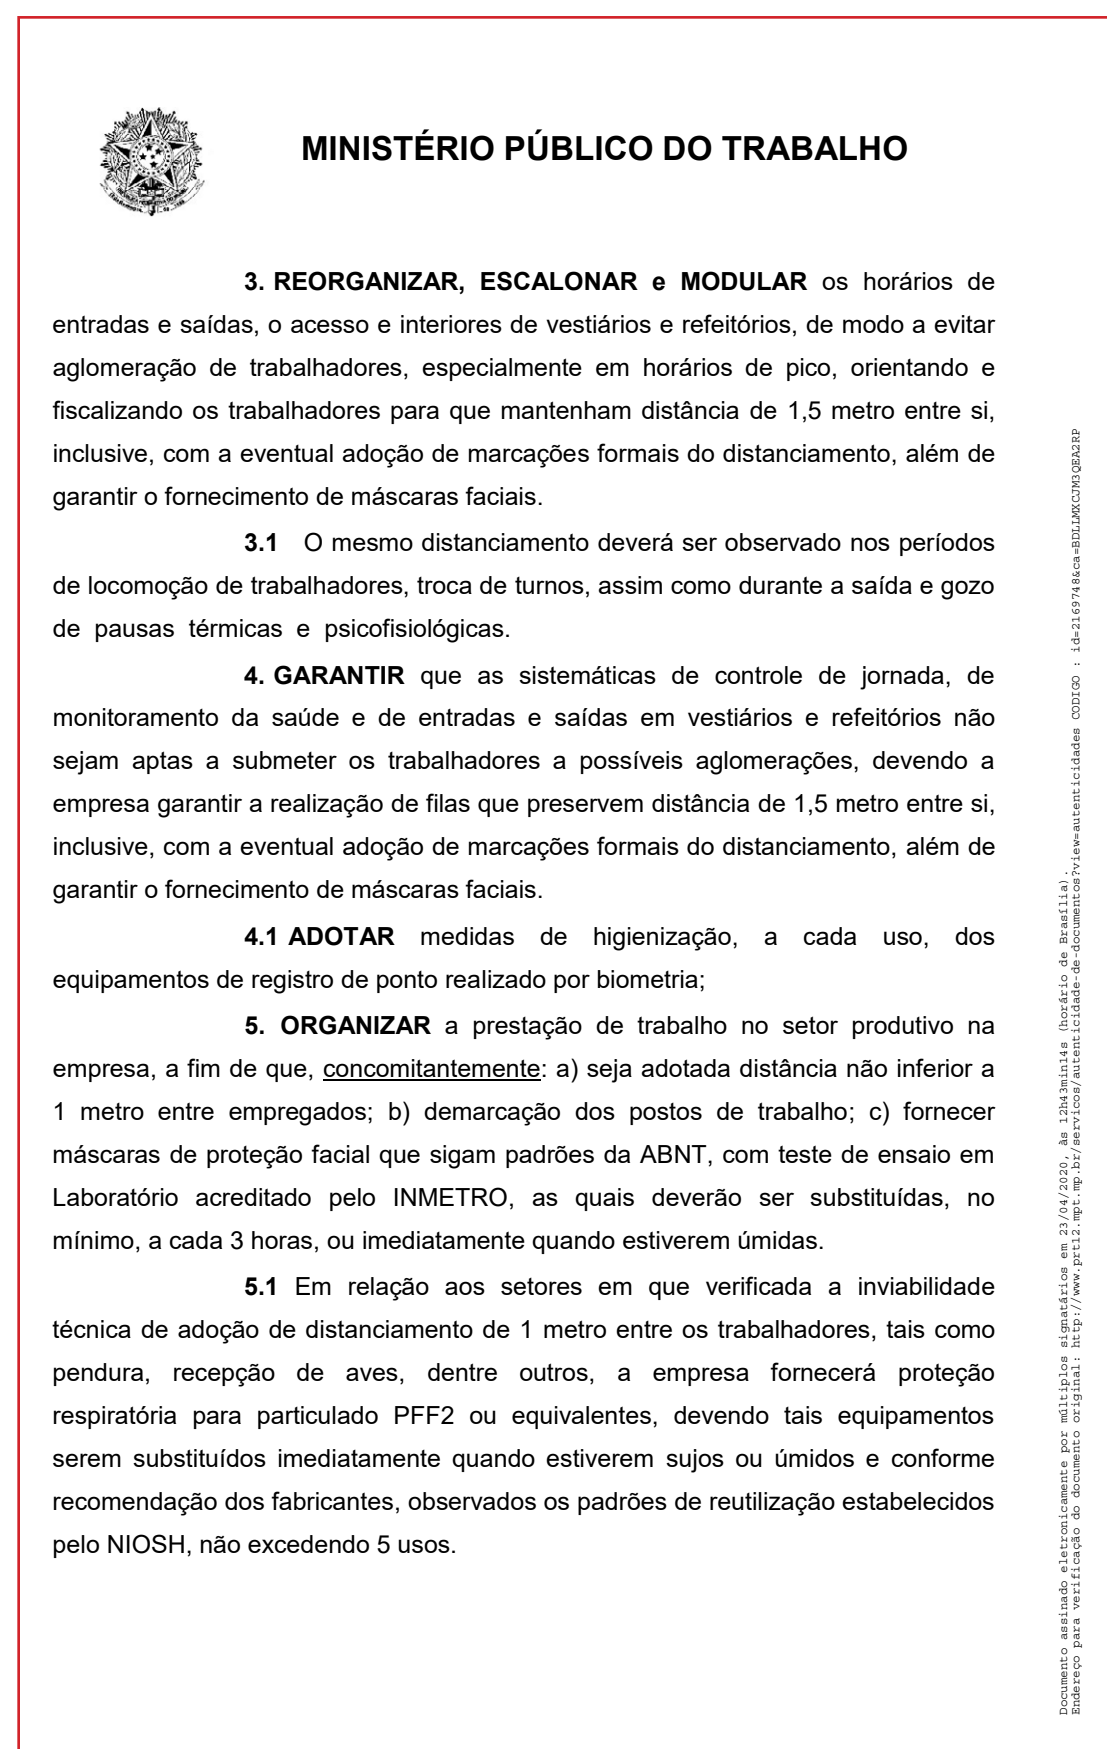 MINISTÉRIO PÚBLICO DO TRABALHO
3. REORGANIZAR, ESCALONAR e MODULAR os horários de
entradas e saídas, o acesso e interiores de vestiários e refeitórios, de modo a evitar
aglomeração de trabalhadores, especialmente em horários de pico, orientando e
fiscalizando os trabalhadores para que mantenham distância de 1,5 metro entre si,
inclusive, com a eventual adoção de marcações formais do distanciamento, além de
garantir o fornecimento de máscaras faciais.
3.1 O mesmo distanciamento deverá ser observado nos períodos
de locomoção de trabalhadores, troca de turnos, assim como durante a saída e gozo
de pausas térmicas e psicofisiológicas.
4. GARANTIR que as sistemáticas de controle de jornada, de
monitoramento da saúde e de entradas e saídas em vestiários e refeitórios não
sejam aptas a submeter os trabalhadores a possíveis aglomerações, devendo a
empresa garantir a realização de filas que preservem distância de 1,5 metro entre si,
inclusive, com a eventual adoção de marcações formais do distanciamento, além de
garantir o fornecimento de máscaras faciais.
4.1 ADOTAR medidas de higienização, a cada uso, dos
equipamentos de registro de ponto realizado por biometria;
5. ORGANIZAR a prestação de trabalho no setor produtivo na
empresa, a fim de que, concomitantemente: a) seja adotada distância não inferior a
1 metro entre empregados; b) demarcação dos postos de trabalho; c) fornecer
máscaras de proteção facial que sigam padrões da ABNT, com teste de ensaio em
Laboratório acreditado pelo INMETRO, as quais deverão ser substituídas, no
mínimo, a cada 3 horas, ou imediatamente quando estiverem úmidas.
5.1 Em relação aos setores em que verificada a inviabilidade
técnica de adoção de distanciamento de 1 metro entre os trabalhadores, tais como
pendura, recepção de aves, dentre outros, a empresa fornecerá proteção
respiratória para particulado PFF2 ou equivalentes, devendo tais equipamentos
serem substituídos imediatamente quando estiverem sujos ou úmidos e conforme
recomendação dos fabricantes, observados os padrões de reutilização estabelecidos
pelo NIOSH, não excedendo 5 usos.
Documento assinado eletronicamente por múltiplos signatários em 23/04/2020, às 12h43min14s (horário de Brasília).
Endereço para verificação do documento original: http://www.prt12.mpt.mp.br/servicos/autenticidade-de-documentos?view=autenticidades CODIGO : id=2169748&ca=BDLLMXCJM3QEA2RP